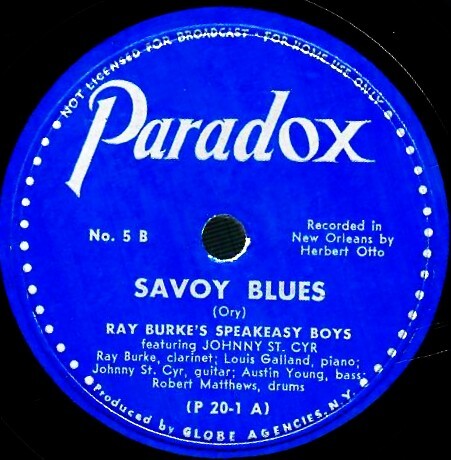 NOT LICENSED FOR BROADCAST - FOR HOME USE ONLY
Paradox
No. 5 B
Recorded in
New Orleans by
Herbert Otto
SAVOY BLUES
(Ory)
RAY BURKE'S SPEAKEASY BOYS
featuring JOHNNY ST. CYR
Ray Burke, clarinet; Louis Galland, piano;
Johnny St. Cyr, guitar; Austin Young, bass;
Robert Matthews, drums
(P 20-1 A)
Produced by GLOBE AGENCIES, N.Y.